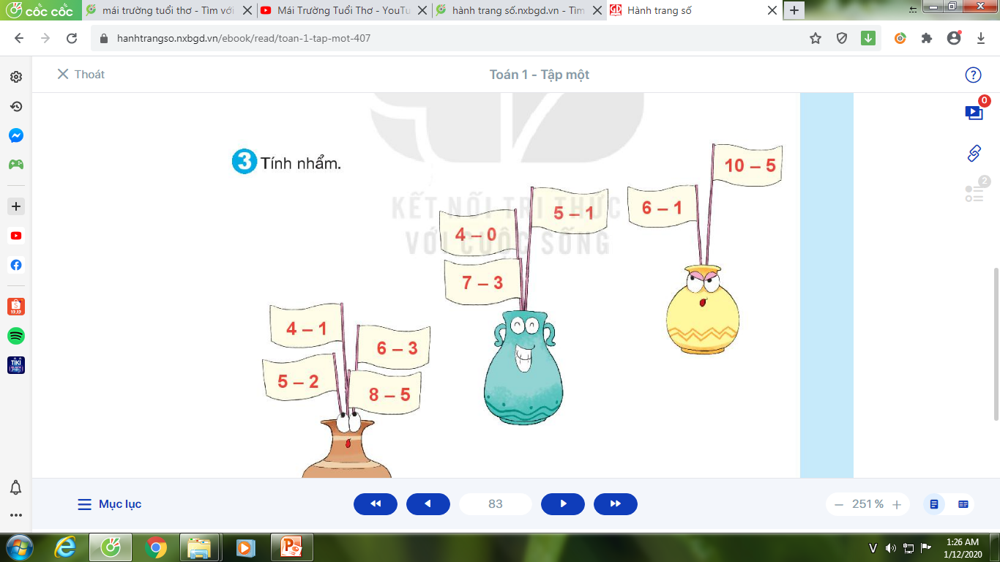 cốc cốc
mái trường tuổi thơ - Tìm với
Mái Trường Tuổi Thơ - YouTu
hành trang số.nxbgd.vn - Tìm
Hành trang số
hanhtrangso.nxbgd.vn/ebook/read/toan-1-tap-mot-407
Thoát
Toán 1 - Tập một
0
2
3 Tính nhẩm.
KẾT NỐI TRI THỨC
VỚI CUỘC SỐNG
10 – 5
6 – 1
5 – 1
4 – 0
7 – 3
4 – 1
6 – 3
5 – 2
8 – 5
12.12
TIKI
Mục lục
83
251 %
V
1:26 AM
1/12/2020